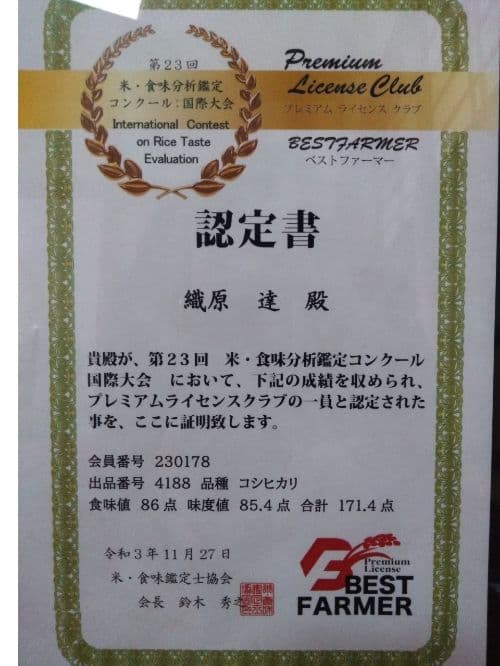 第23回
米・食味分析鑑定
コンクール:国際大会
International Contest
on Rice Taste
Evaluation
Premium
License Club
プレミアム ライセンス クラブ
BESTFARMER
ベストファーマー
認定書
織原 達 殿
貴殿が、第23回 米・食味分析鑑定コンクール
国際大会 において、下記の成績を収められ、
プレミアムライセンスクラブの一員と認定された
事を、ここに証明致します。
会員番号 230178
出品番号 4188 品種 コシヒカリ
食味値 86点 味度値 85.4点 合計 171.4点
令和3年11月27日
米・食味鑑定士協会
会長 鈴木 秀
Premium
License
BEST
FARMER